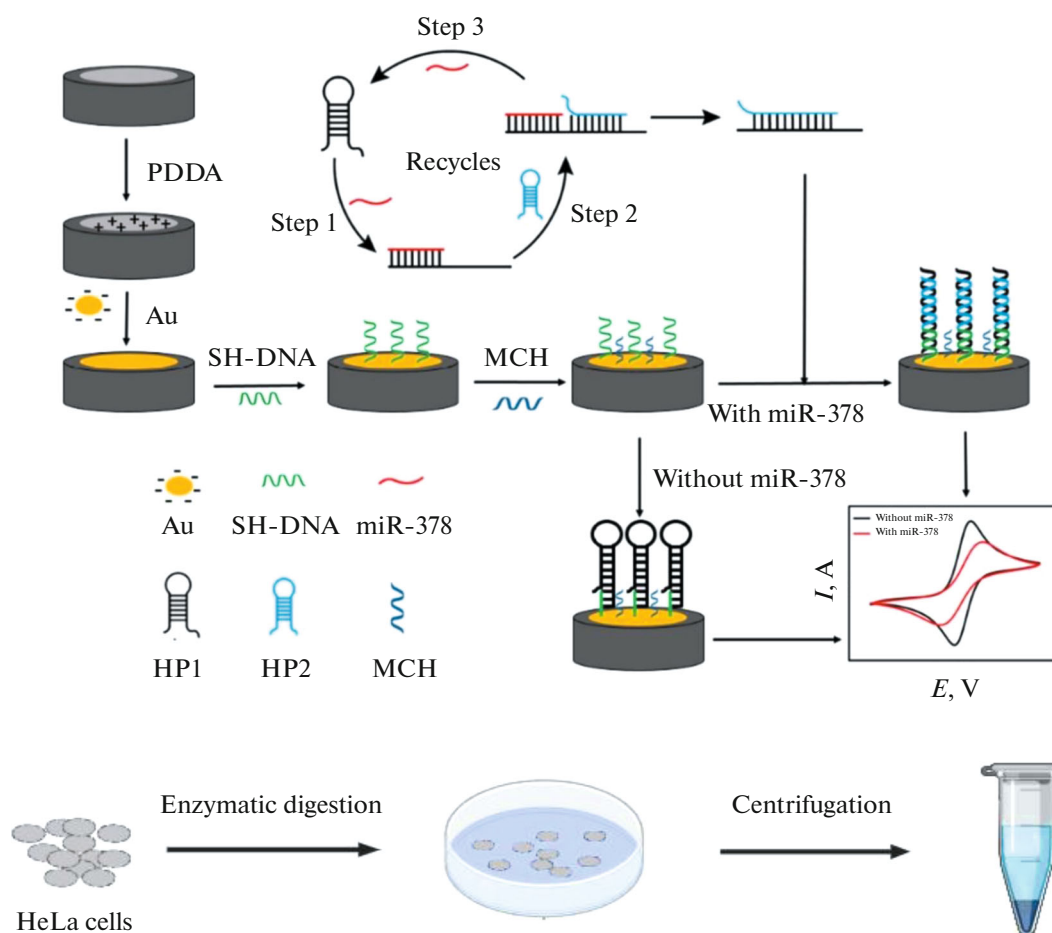 Step 3
PDDA
Recycles
Step 1
Step 2
Au
SH-DNA
MCH
With miR-378
Without miR-378
Au
SH-DNA
miR-378
Without miR-378
With miR-378
I, A
E, V
HP1
HP2
MCH
Enzymatic digestion
Centrifugation
HeLa cells